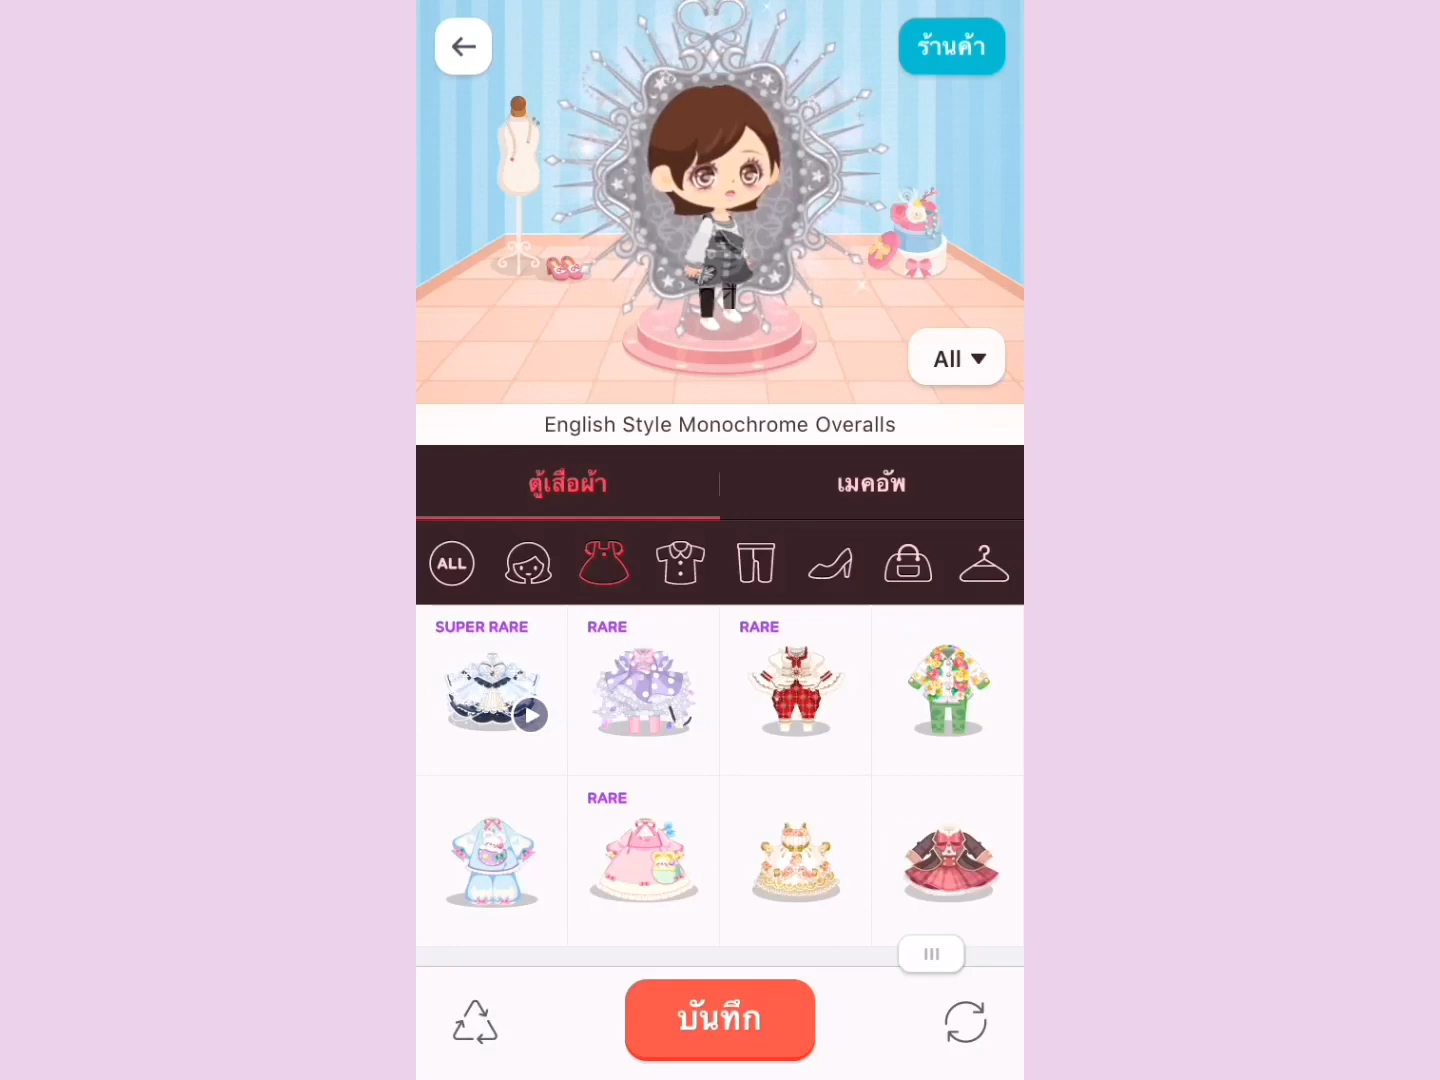 ร้านค้า
All
English Style Monochrome Overalls
ตู้เสื้อผ้า
เมคอัพ
ALL
SUPER RARE
RARE
RARE
RARE
บันทึก